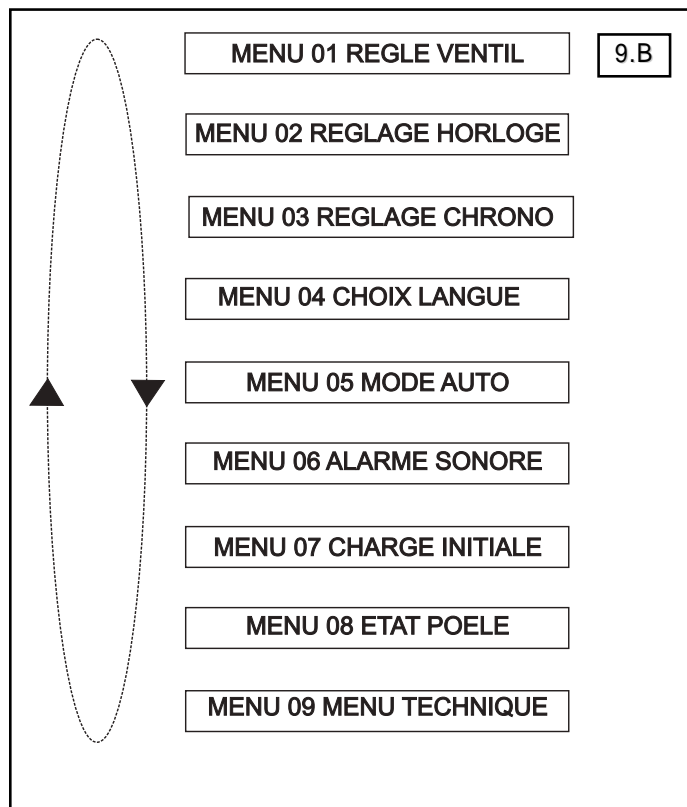 MENU 01 REGLE VENTIL
9.B
MENU 02 REGLAGE HORLOGE
MENU 03 REGLAGE CHRONO
MENU 04 CHOIX LANGUE
MENU 05 MODE AUTO
MENU 06 ALARME SONORE
MENU 07 CHARGE INITIALE
MENU 08 ETAT POELE
MENU 09 MENU TECHNIQUE